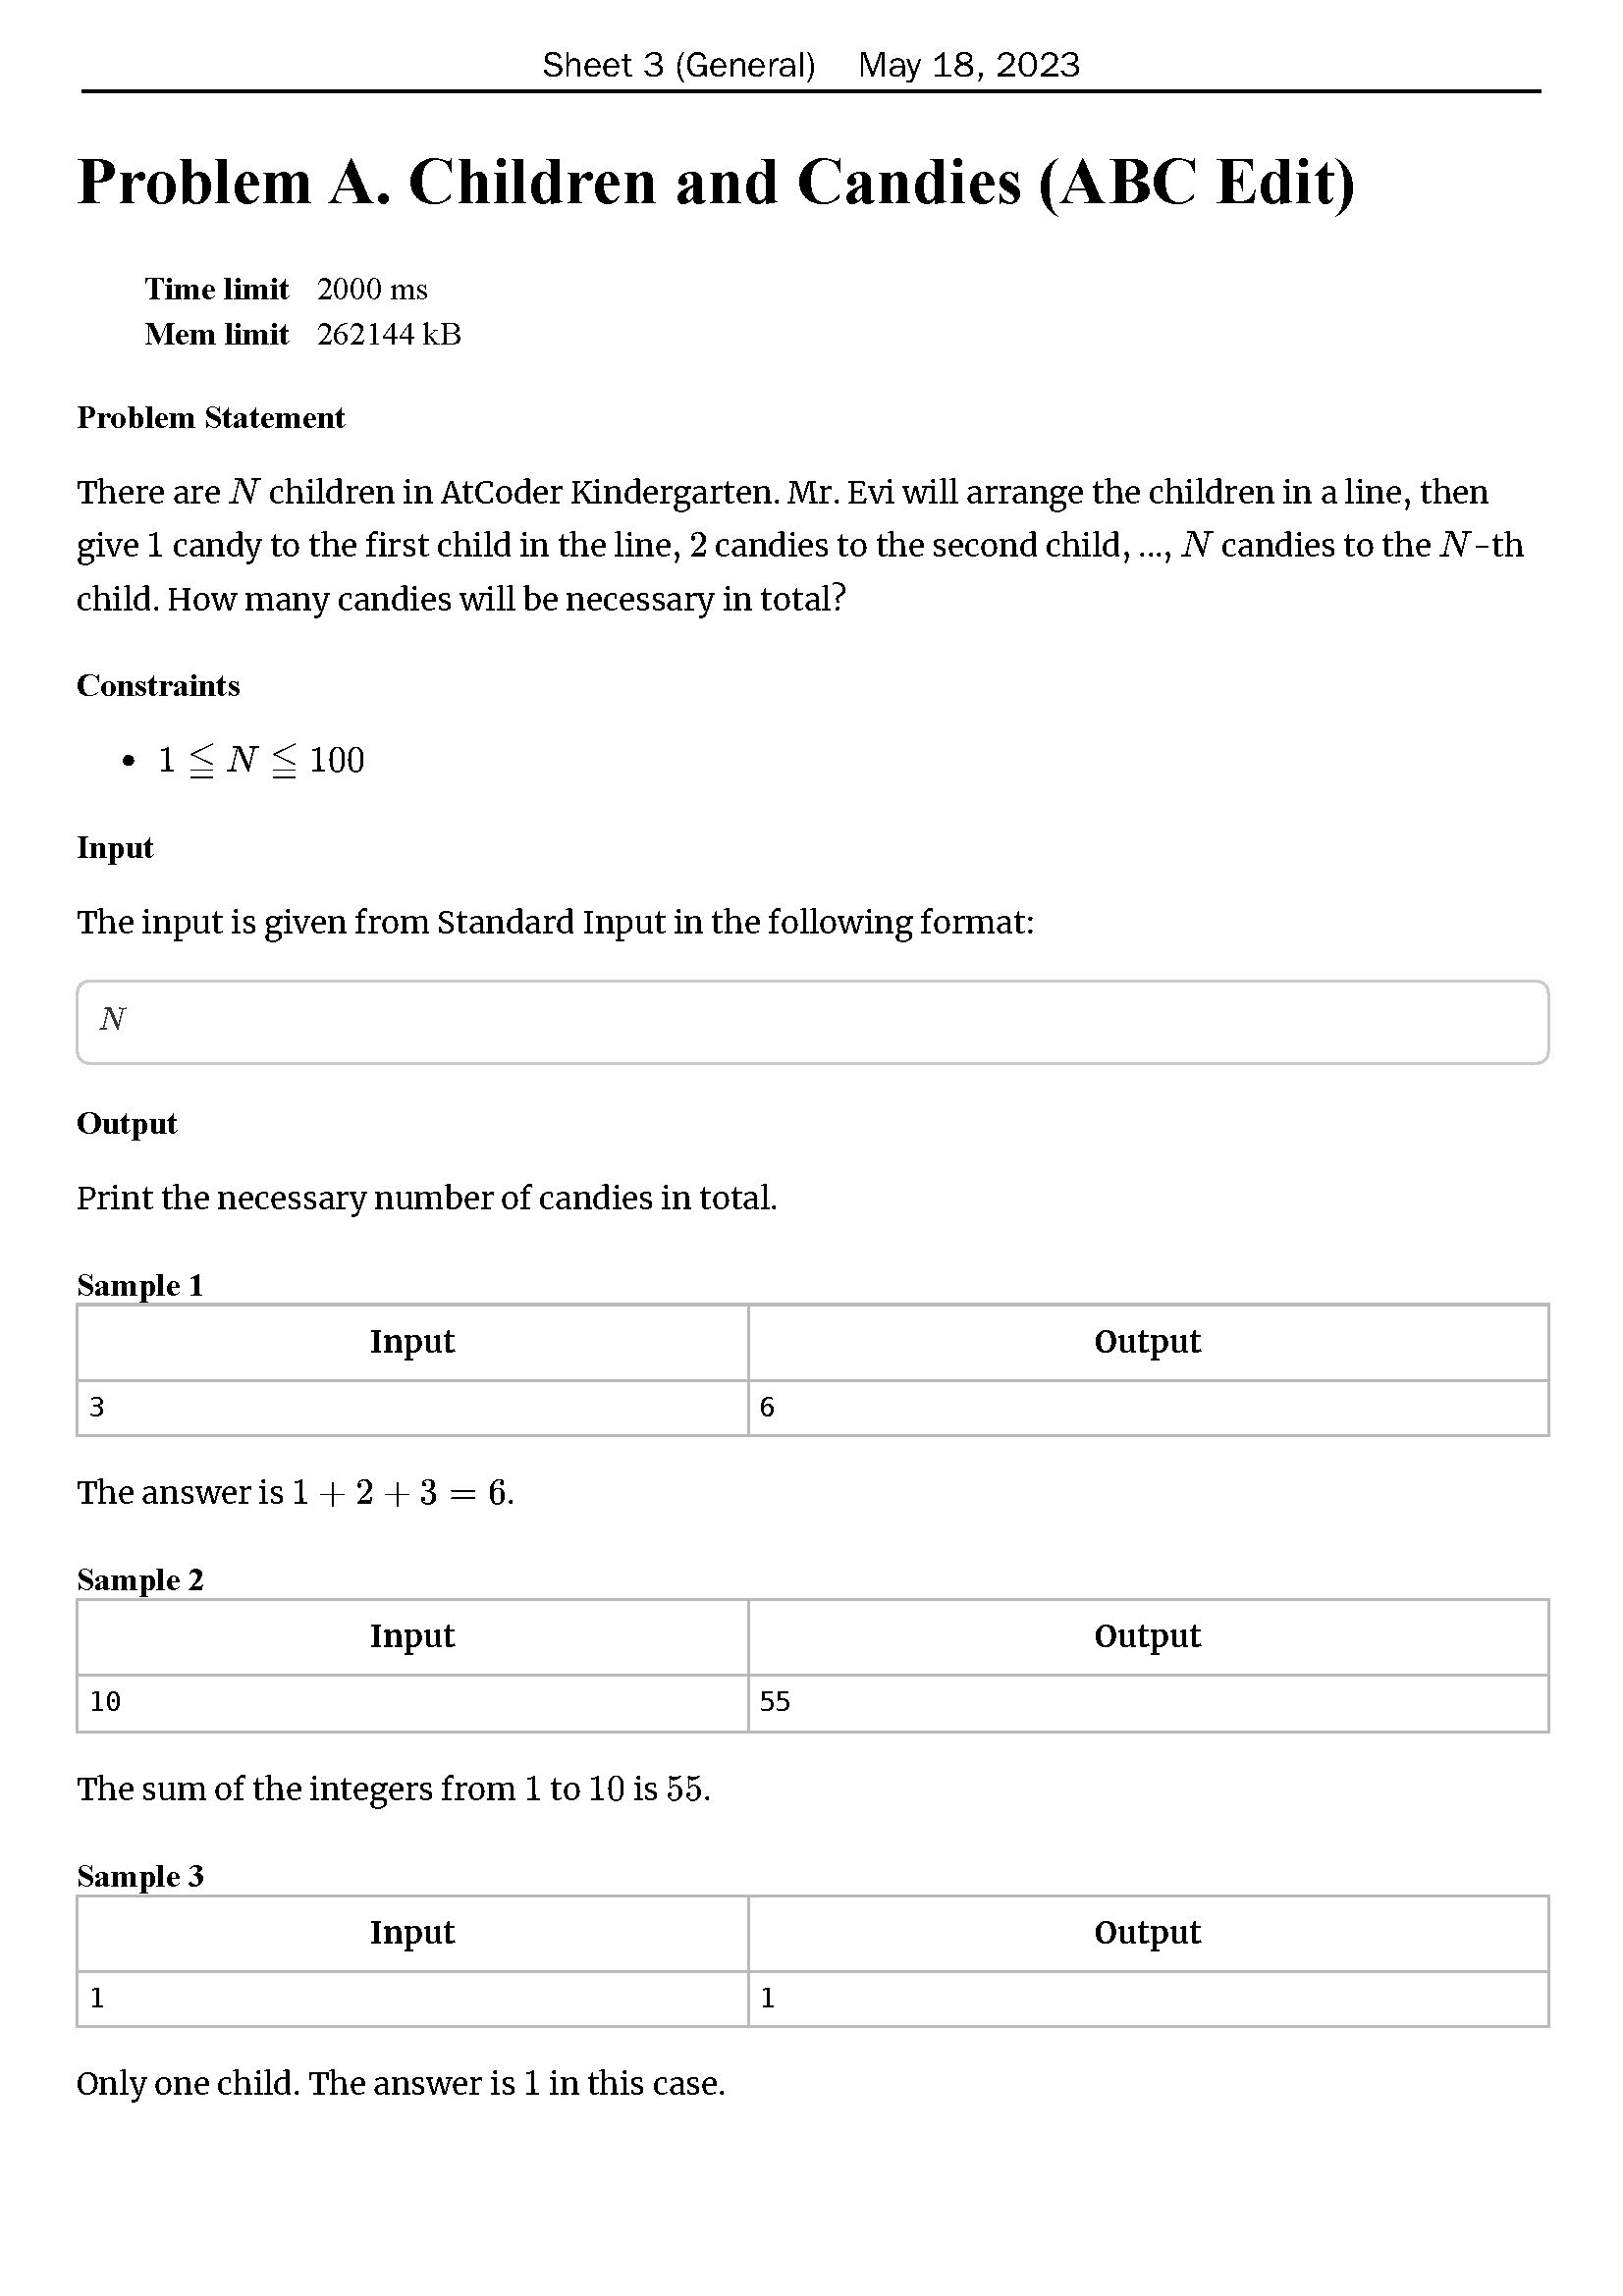 Sheet 3 (General) May 18, 2023
Problem A. Children and Candies (ABC Edit)
Time limit 2000 ms
Mem limit 262144 kB
Problem Statement
There are N children in AtCoder Kindergarten. Mr. Evi will arrange the children in a line, then
give 1 candy to the first child in the line, 2 candies to the second child, ..., N candies to the N-th
child. How many candies will be necessary in total?
Constraints
• 1 ≦ N ≦ 100
Input
The input is given from Standard Input in the following format:
N
Output
Print the necessary number of candies in total.
Sample 1
Input Output
3 6
The answer is 1 + 2 + 3 = 6.
Sample 2
Input Output
10 55
The sum of the integers from 1 to 10 is 55.
Sample 3
Input Output
1 1
Only one child. The answer is 1 in this case.